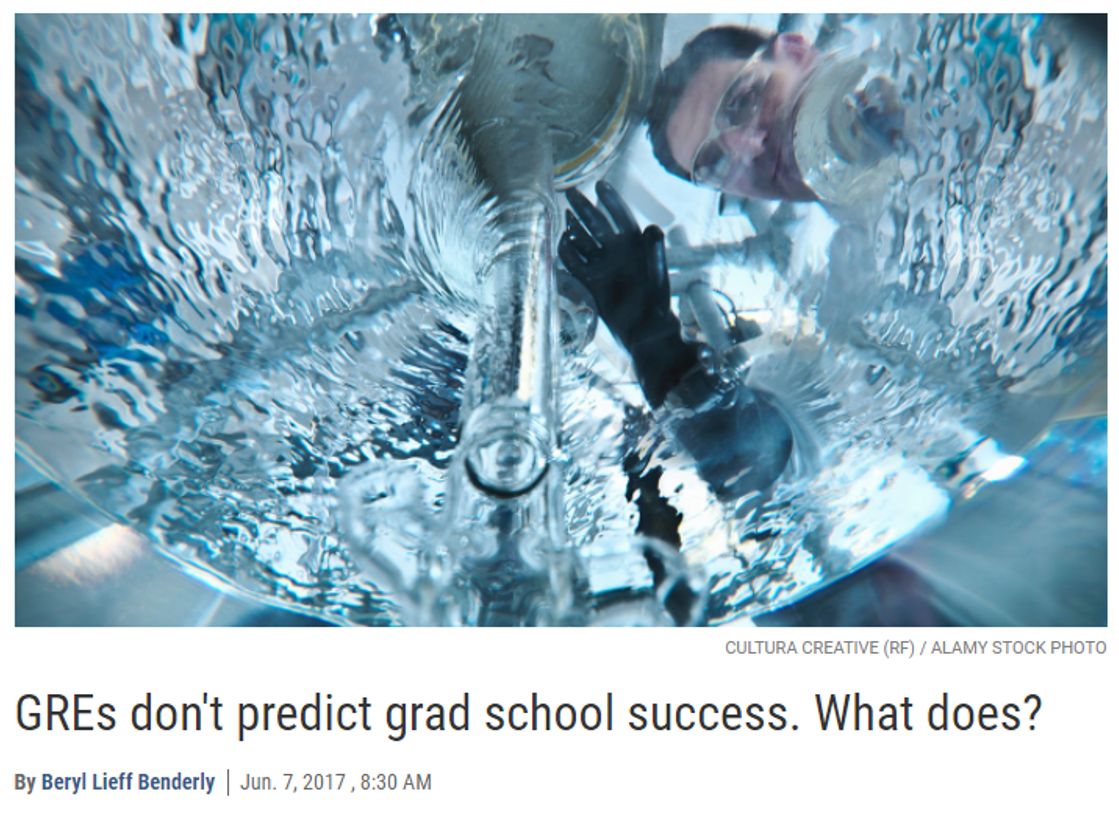 CULTURA CREATIVE (RF) / ALAMY STOCK PHOTO
GREs don't predict grad school success. What does?
By Beryl Lieff Benderly | Jun. 7, 2017 , 8:30 AM